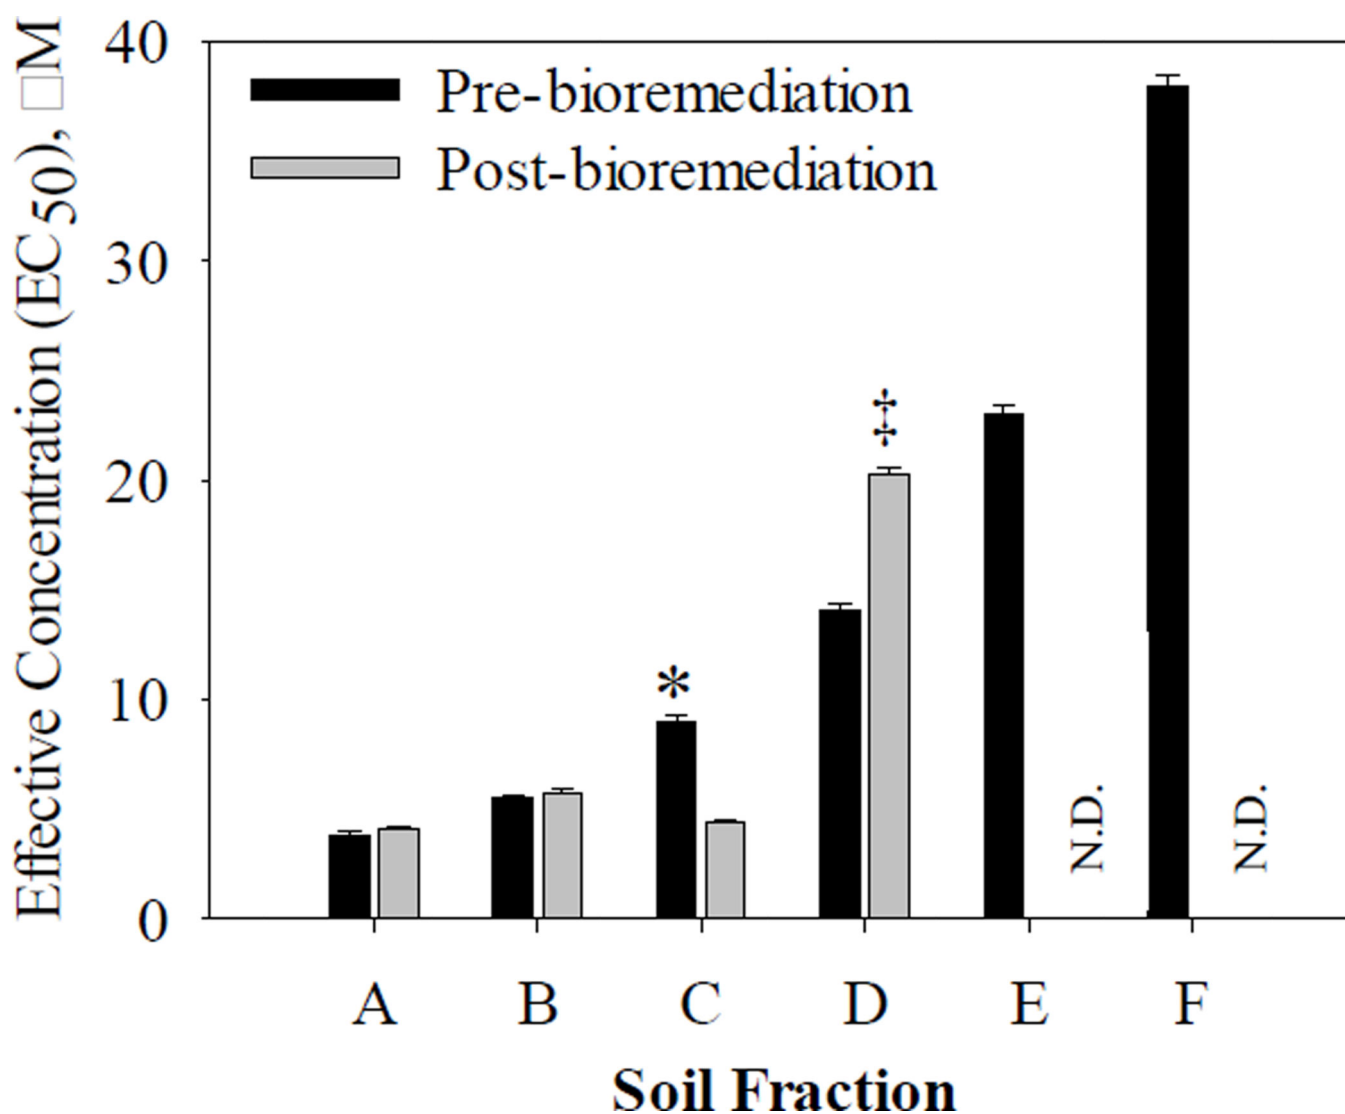 Effective Concentration (EC50), □M
40
30
20
10
0
Pre-bioremediation
Post-bioremediation
*
‡
N.D.
N.D.
A B C D E F
Soil Fraction